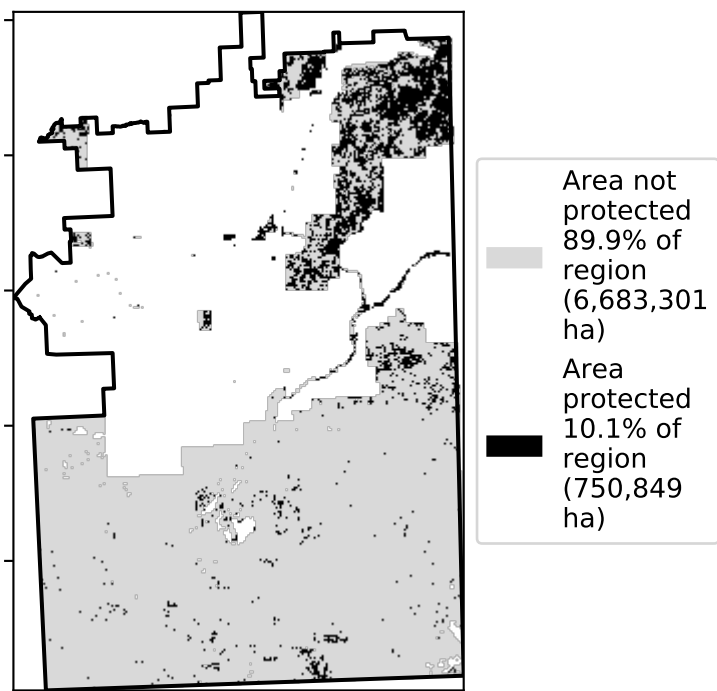 Area not
protected
89.9% of
region
(6,683,301
ha)
Area
protected
10.1% of
region
(750,849
ha)